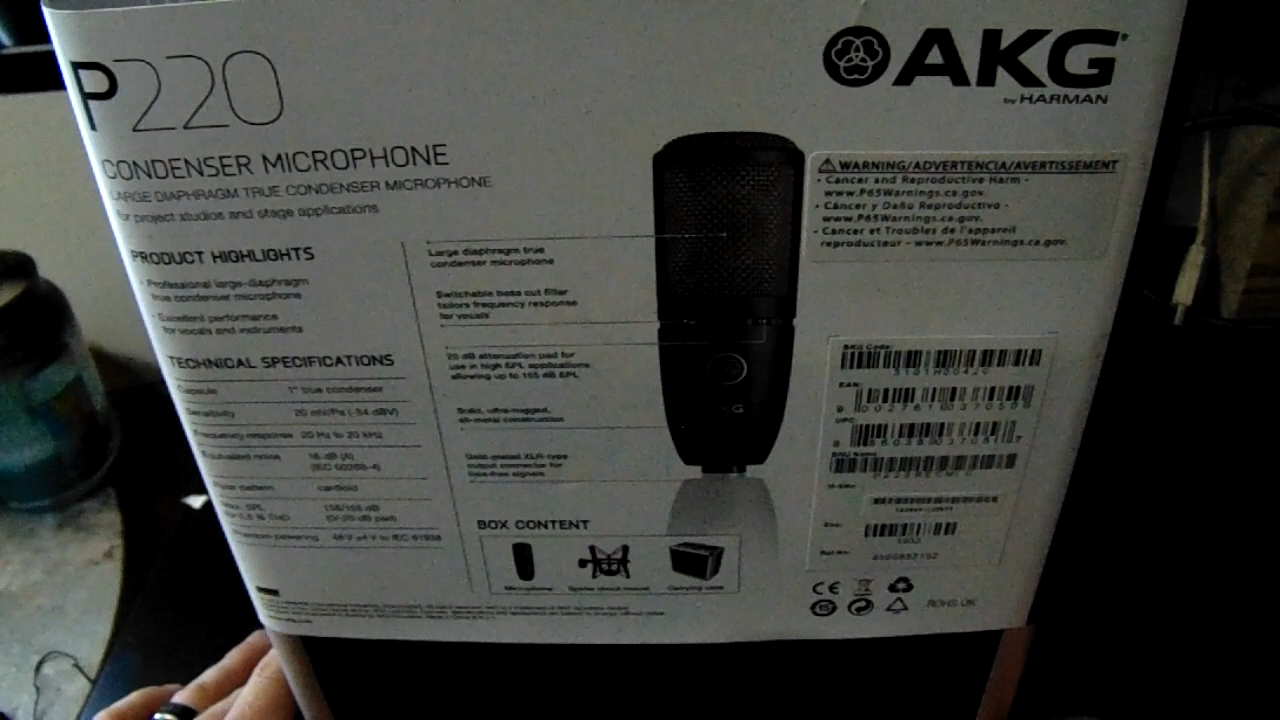 P220
CONDENSER MICROPHONE
LARGE DIAPHRAGM TRUE CONDENSER MICROPHONE
for project studios and stage applications
PRODUCT HIGHLIGHTS
• Professional large-diaphragm
true condenser microphone
• Excellent performance
for vocals and instruments
TECHNICAL SPECIFICATIONS
Capsule 1" true condenser
Sensitivity 20 mV/Pa (-34 dBV)
Frequency response 20 Hz to 20 kHz
Equivalent noise 16 dB (A)
(IEC 60268-4)
Polar pattern cardioid
Max. SPL 135/155 dB
for 0.5 % THD (0/-20 dB pad)
Phantom powering 48 V ±4 V to IEC 61938
Large diaphragm true
condenser microphone
Switchable bass cut filter
tailors frequency response
for vocals
20 dB attenuation pad for
use in high SPL applications
allowing up to 155 dB SPL
Solid, ultra-rugged,
all-metal construction
Gold-plated XLR-type
output connector for
loss-free signals
BOX CONTENT
Microphone Spider shock mount Carrying case
AKG®
by HARMAN
WARNING/ADVERTENCIA/AVERTISSEMENT
• Cancer and Reproductive Harm -
www.P65Warnings.ca.gov.
• Cáncer y Daño Reproductivo -
www.P65Warnings.ca.gov.
• Cancer et Troubles de l'appareil
reproducteur - www.P65Warnings.ca.gov.
AKG Code:
3101H00420
EAN:
UPC:
AKG Name
CE
ROHS OK